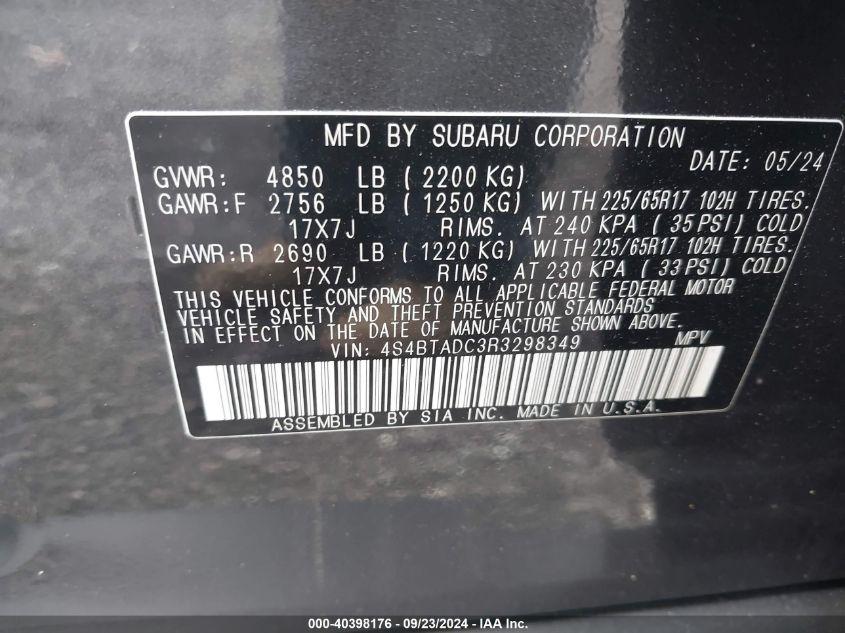 MFD BY SUBARU CORPORATION
DATE: 05/24
GVWR: 4850 LB ( 2200 KG)
GAWR:F 2756 LB ( 1250 KG) WITH 225/65R17 102H TIRES.
17X7J RIMS. AT 240 KPA ( 35 PSI) COLD
GAWR:R 2690 LB ( 1220 KG) WITH 225/65R17 102H TIRES.
17X7J RIMS. AT 230 KPA ( 33 PSI) COLD
THIS VEHICLE CONFORMS TO ALL APPLICABLE FEDERAL MOTOR
VEHICLE SAFETY AND THEFT PREVENTION STANDARDS
IN EFFECT ON THE DATE OF MANUFACTURE SHOWN ABOVE.
VIN: 4S4BTADC3R3298349 MPV
ASSEMBLED BY SIA INC. MADE IN U.S.A.
000-40398176 - 09/23/2024 - IAA Inc.